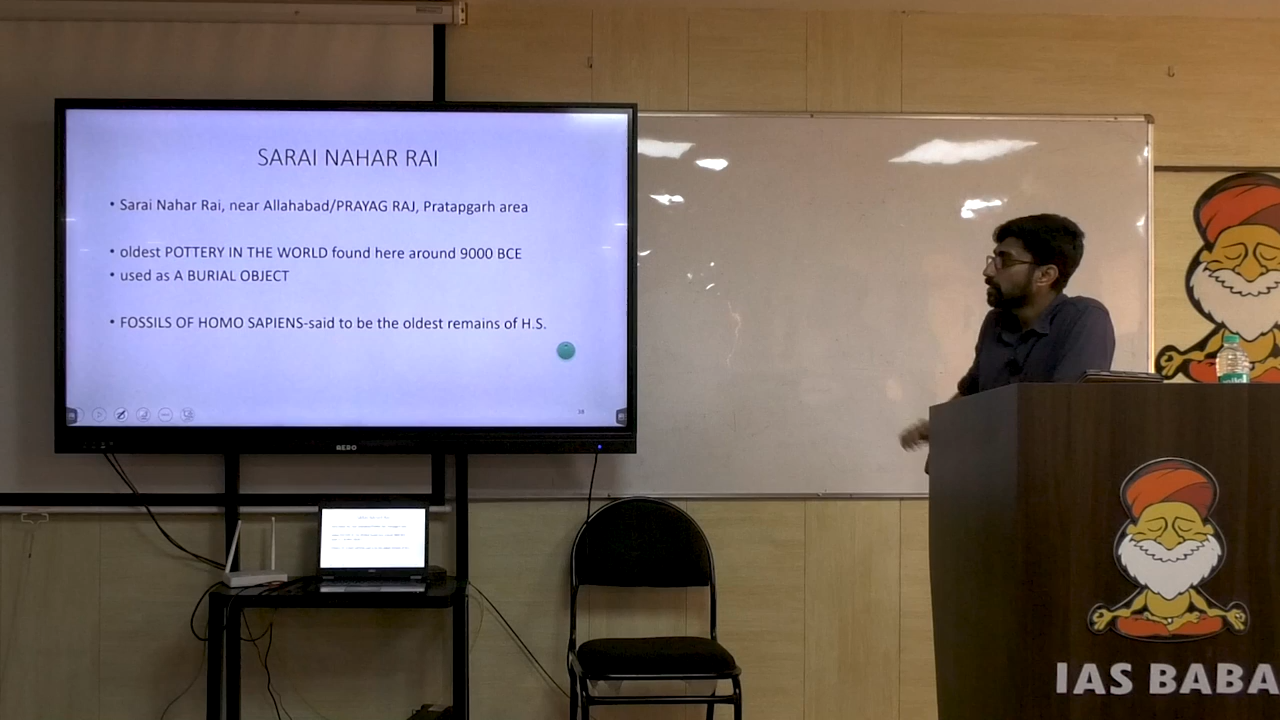 SARAI NAHAR RAI
• Sarai Nahar Rai, near Allahabad/PRAYAG RAJ, Pratapgarh area
• oldest POTTERY IN THE WORLD found here around 9000 BCE
• used as A BURIAL OBJECT
• FOSSILS OF HOMO SAPIENS-said to be the oldest remains of H.S.
IAS BABA